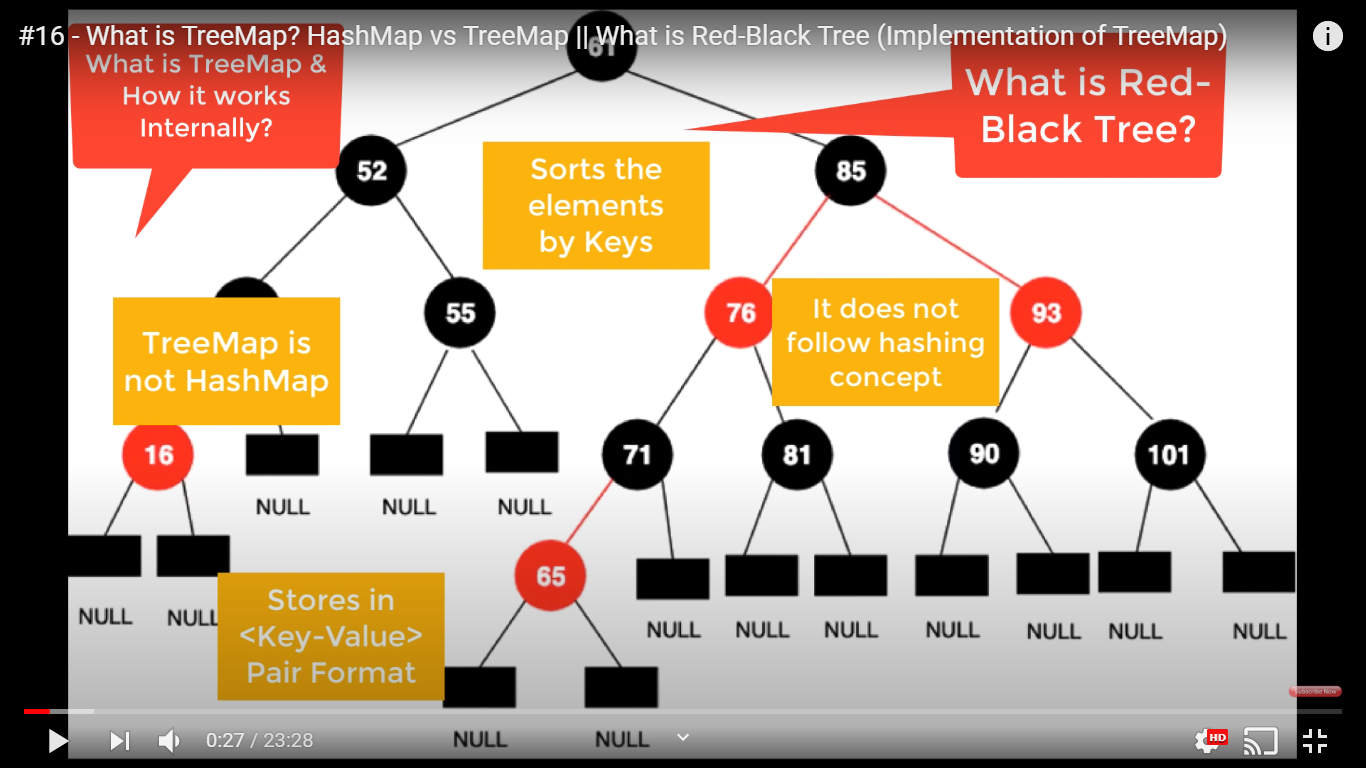 #16 - What is TreeMap? HashMap vs TreeMap || What is Red-Black Tree (Implementation of TreeMap)
61
What is TreeMap &
How it works
Internally?
What is Red-
Black Tree?
52
Sorts the
elements
by Keys
85
55
76
It does not
follow hashing
concept
93
TreeMap is
not HashMap
16
71
81
90
101
NULL
NULL
NULL
65
NULL
NULL
Stores in
<Key-Value>
Pair Format
NULL
NULL
NULL
NULL
NULL
NULL
NULL
NULL
NULL
Subscribe Now
0:27 / 23:28
HD